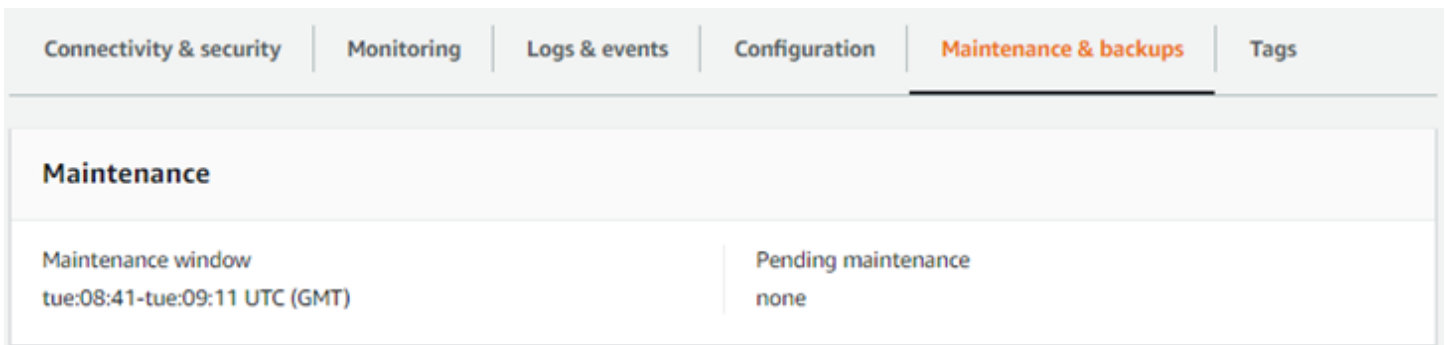 Connectivity & security Monitoring Logs & events Configuration Maintenance & backups Tags
Maintenance
Maintenance window Pending maintenance
tue:08:41-tue:09:11 UTC (GMT) none